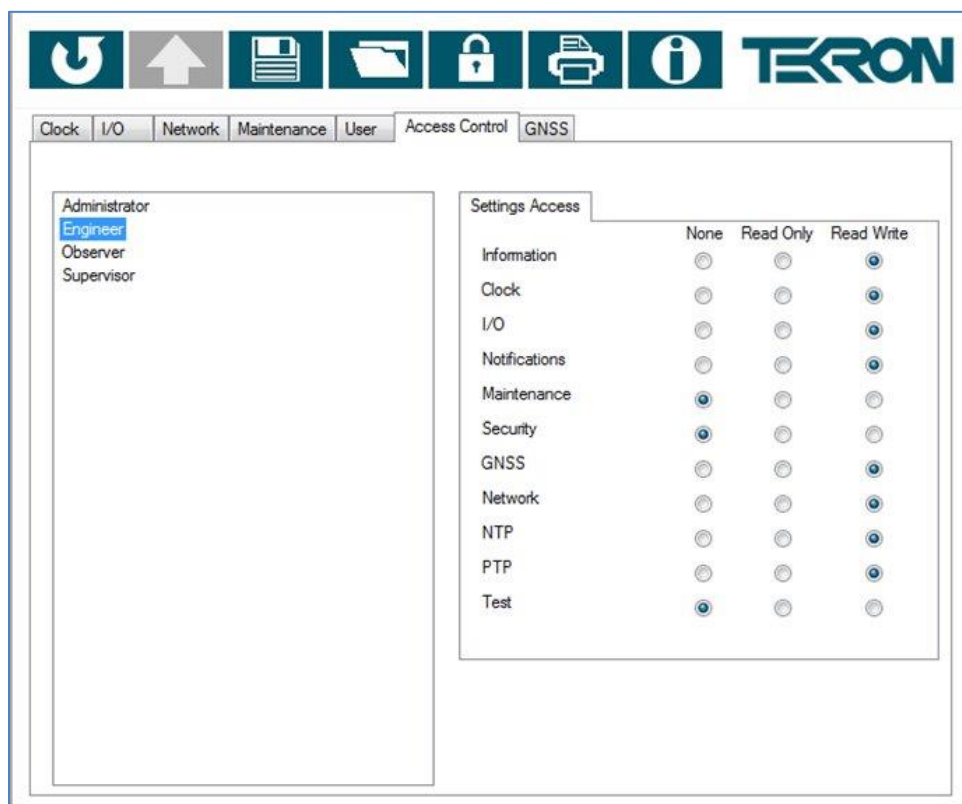 TEKRON
Clock I/O Network Maintenance User Access Control GNSS
Administrator
Engineer
Observer
Supervisor
Settings Access
None Read Only Read Write
Information
Clock
I/O
Notifications
Maintenance
Security
GNSS
Network
NTP
PTP
Test